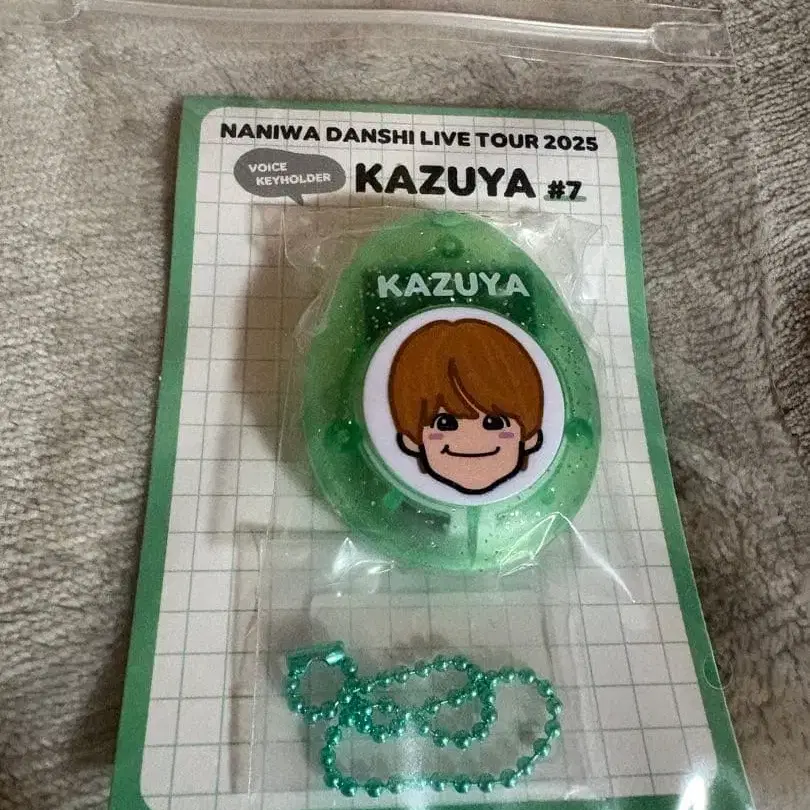 NANIWA DANSHI LIVE TOUR 2025
VOICE
KEYHOLDER
KAZUYA #7
KAZUYA